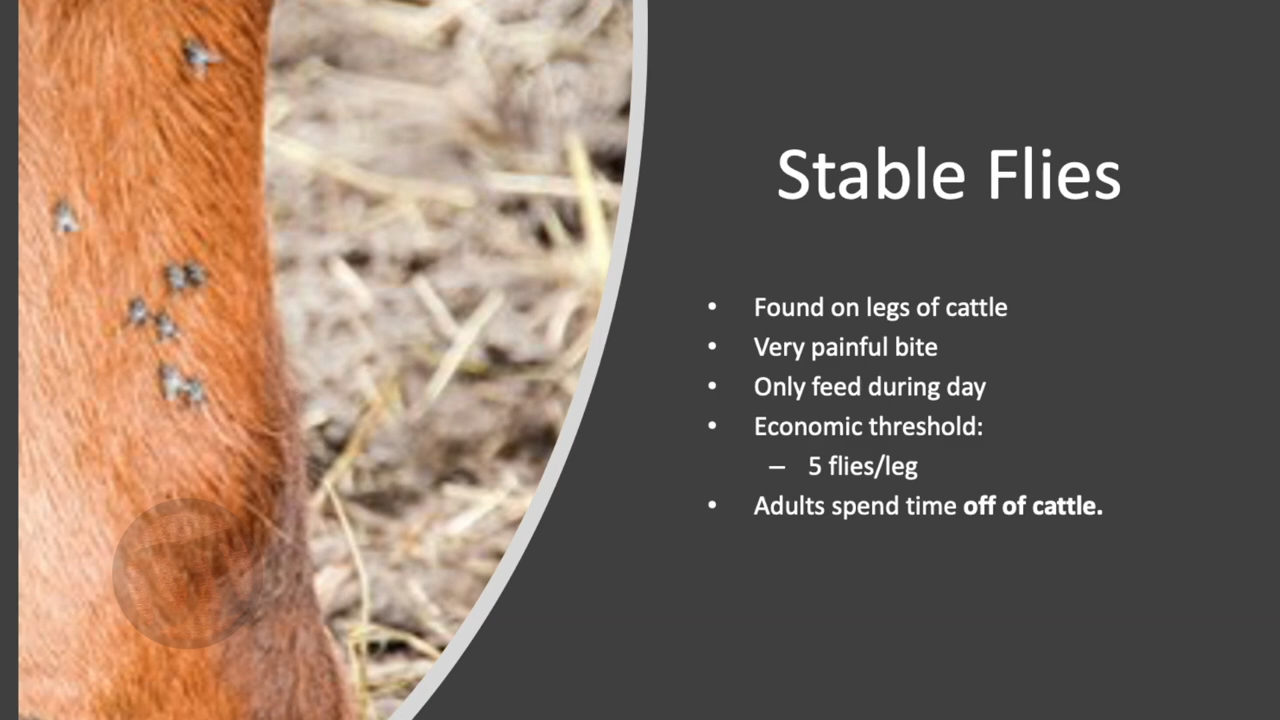 Stable Flies
• Found on legs of cattle
• Very painful bite
• Only feed during day
• Economic threshold:
– 5 flies/leg
• Adults spend time off of cattle.